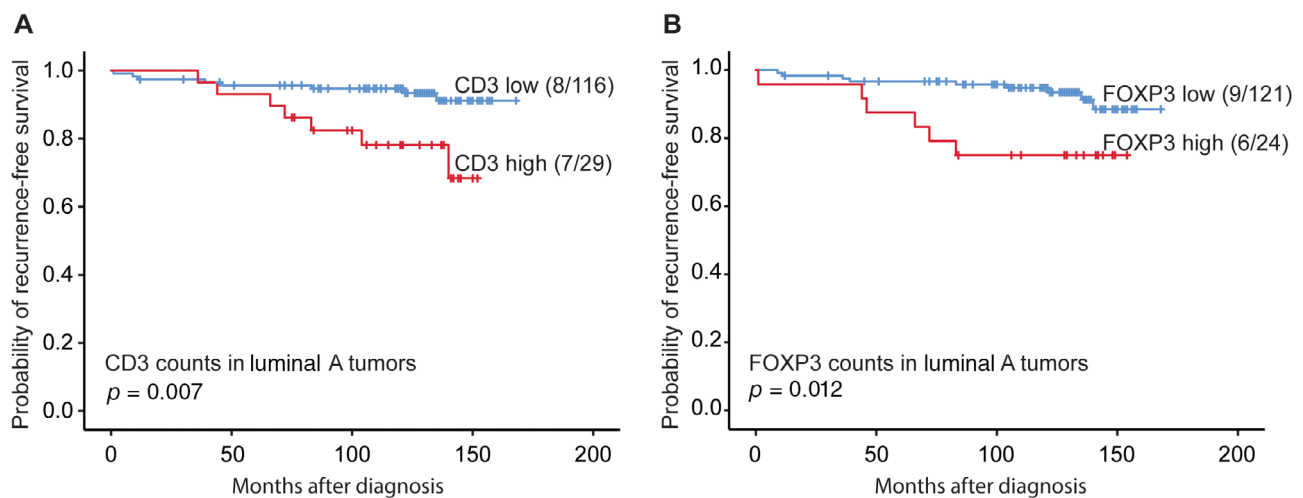 A
Probability of recurrence-free survival
1.0
0.8
0.6
0.4
0.2
0.0
CD3 low (8/116)
CD3 high (7/29)
CD3 counts in luminal A tumors
p = 0.007
0 50 100 150 200
Months after diagnosis
B
Probability of recurrence-free survival
1.0
0.8
0.6
0.4
0.2
0.0
FOXP3 low (9/121)
FOXP3 high (6/24)
FOXP3 counts in luminal A tumors
p = 0.012
0 50 100 150 200
Months after diagnosis